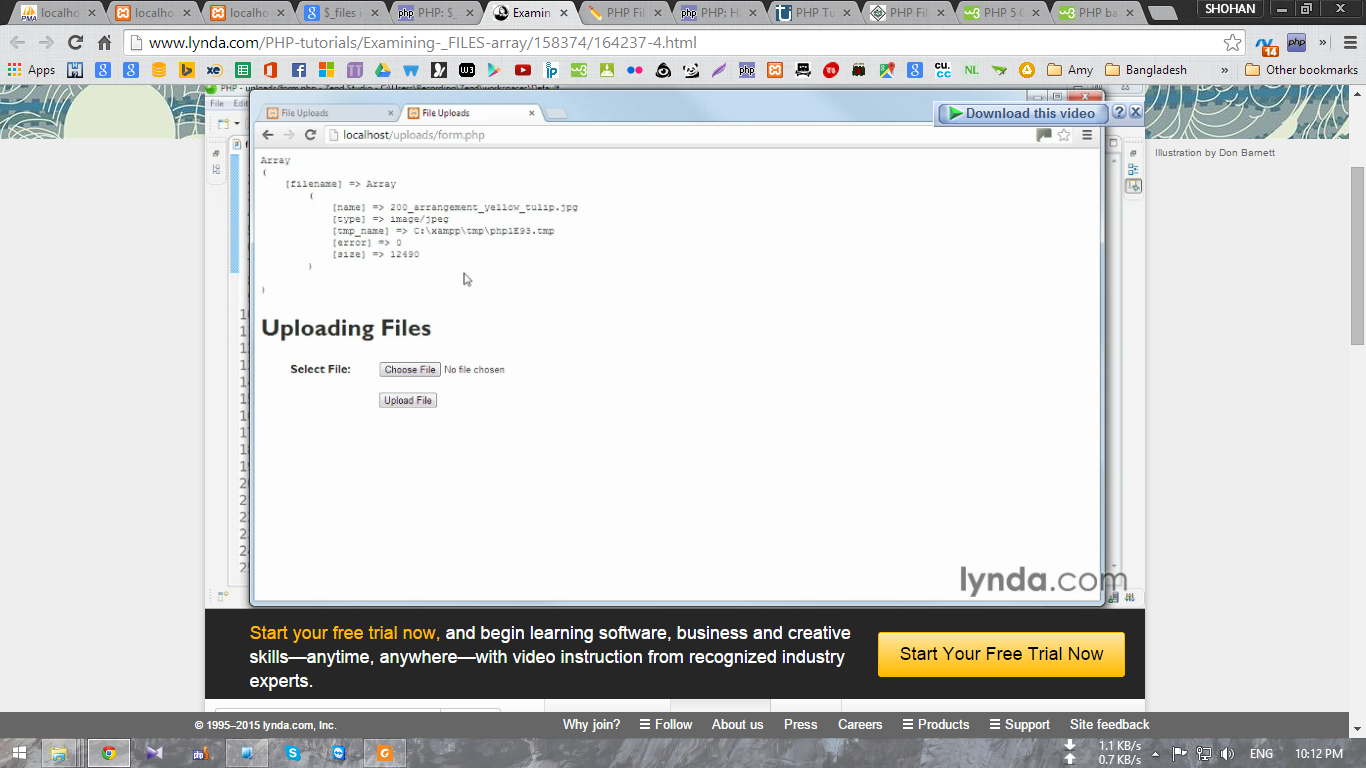 localho
localho
localho
$_files i
PHP: $_
Examin
PHP Fil
PHP: H
PHP Tu
PHP Fil
PHP 5 C
PHP ba
SHOHAN
www.lynda.com/PHP-tutorials/Examining-_FILES-array/158374/164237-4.html
14
php
»
Apps
NL
Amy
Bangladesh
»
Other bookmarks
File Edi
File Uploads
File Uploads
Download this video
localhost/uploads/form.php
Illustration by Don Barnett
Array
(
[filename] => Array
(
[name] => 200_arrangement_yellow_tulip.jpg
[type] => image/jpeg
[tmp_name] => C:\xampp\tmp\php1E93.tmp
[error] => 0
[size] => 12490
)
)
Uploading Files
Select File: Choose File No file chosen
Upload File
lynda.com
Start your free trial now, and begin learning software, business and creative
skills—anytime, anywhere—with video instruction from recognized industry
experts.
Start Your Free Trial Now
© 1995–2015 lynda.com, Inc.
Why join? Follow About us Press Careers Products Support Site feedback
1.1 KB/s
0.7 KB/s
ENG
10:12 PM